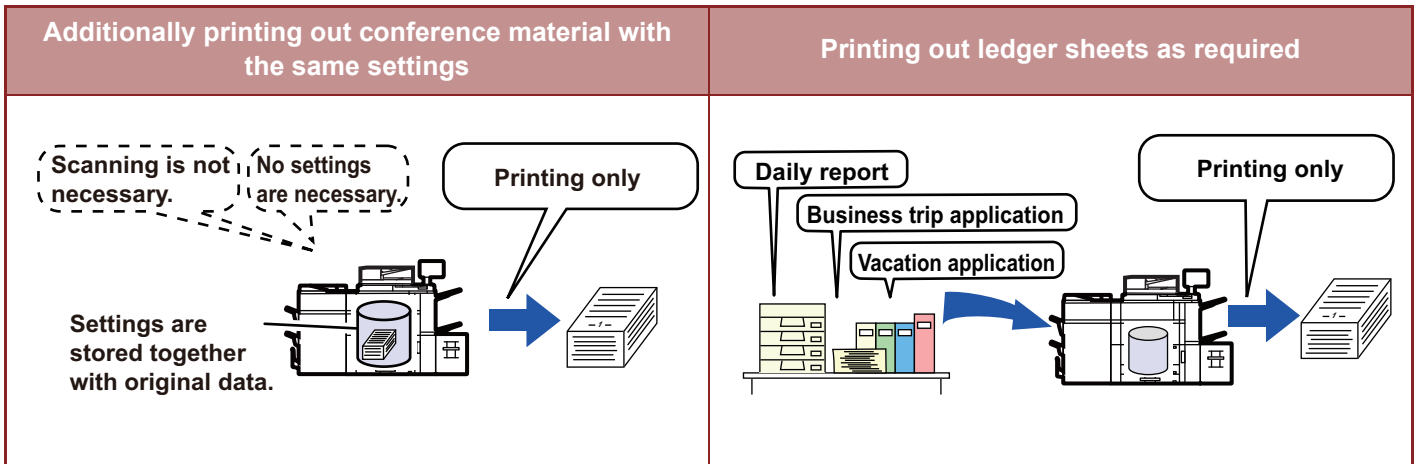 Additionally printing out conference material with
the same settings
Printing out ledger sheets as required
Scanning is not
necessary.
No settings
are necessary.
Printing only
Settings are
stored together
with original data.
-1-
Daily report
Business trip application
Vacation application
Printing only
-1-